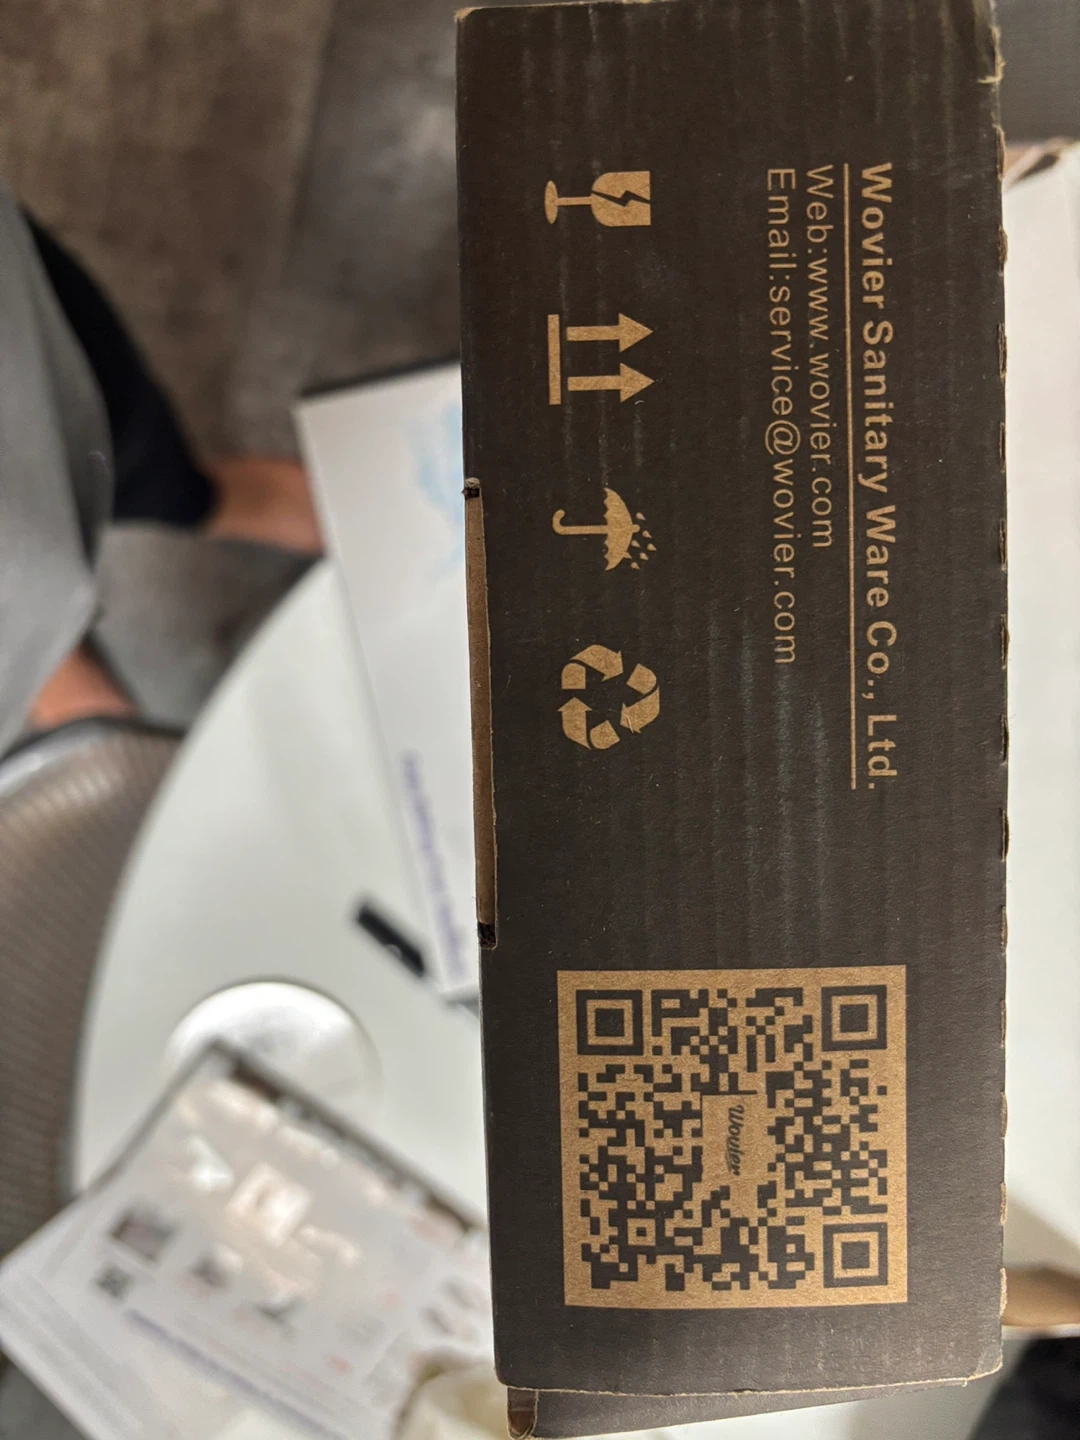 Wovier Sanitary Ware Co., Ltd.
Web:www.wovier.com
Email:service@wovier.com
Wovier